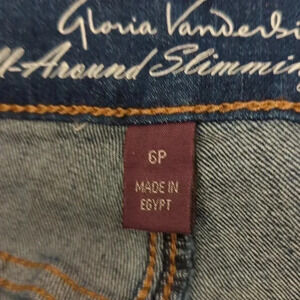 Gloria Vanderbi
ll-Around Slimmin
6P
MADE IN
EGYPT